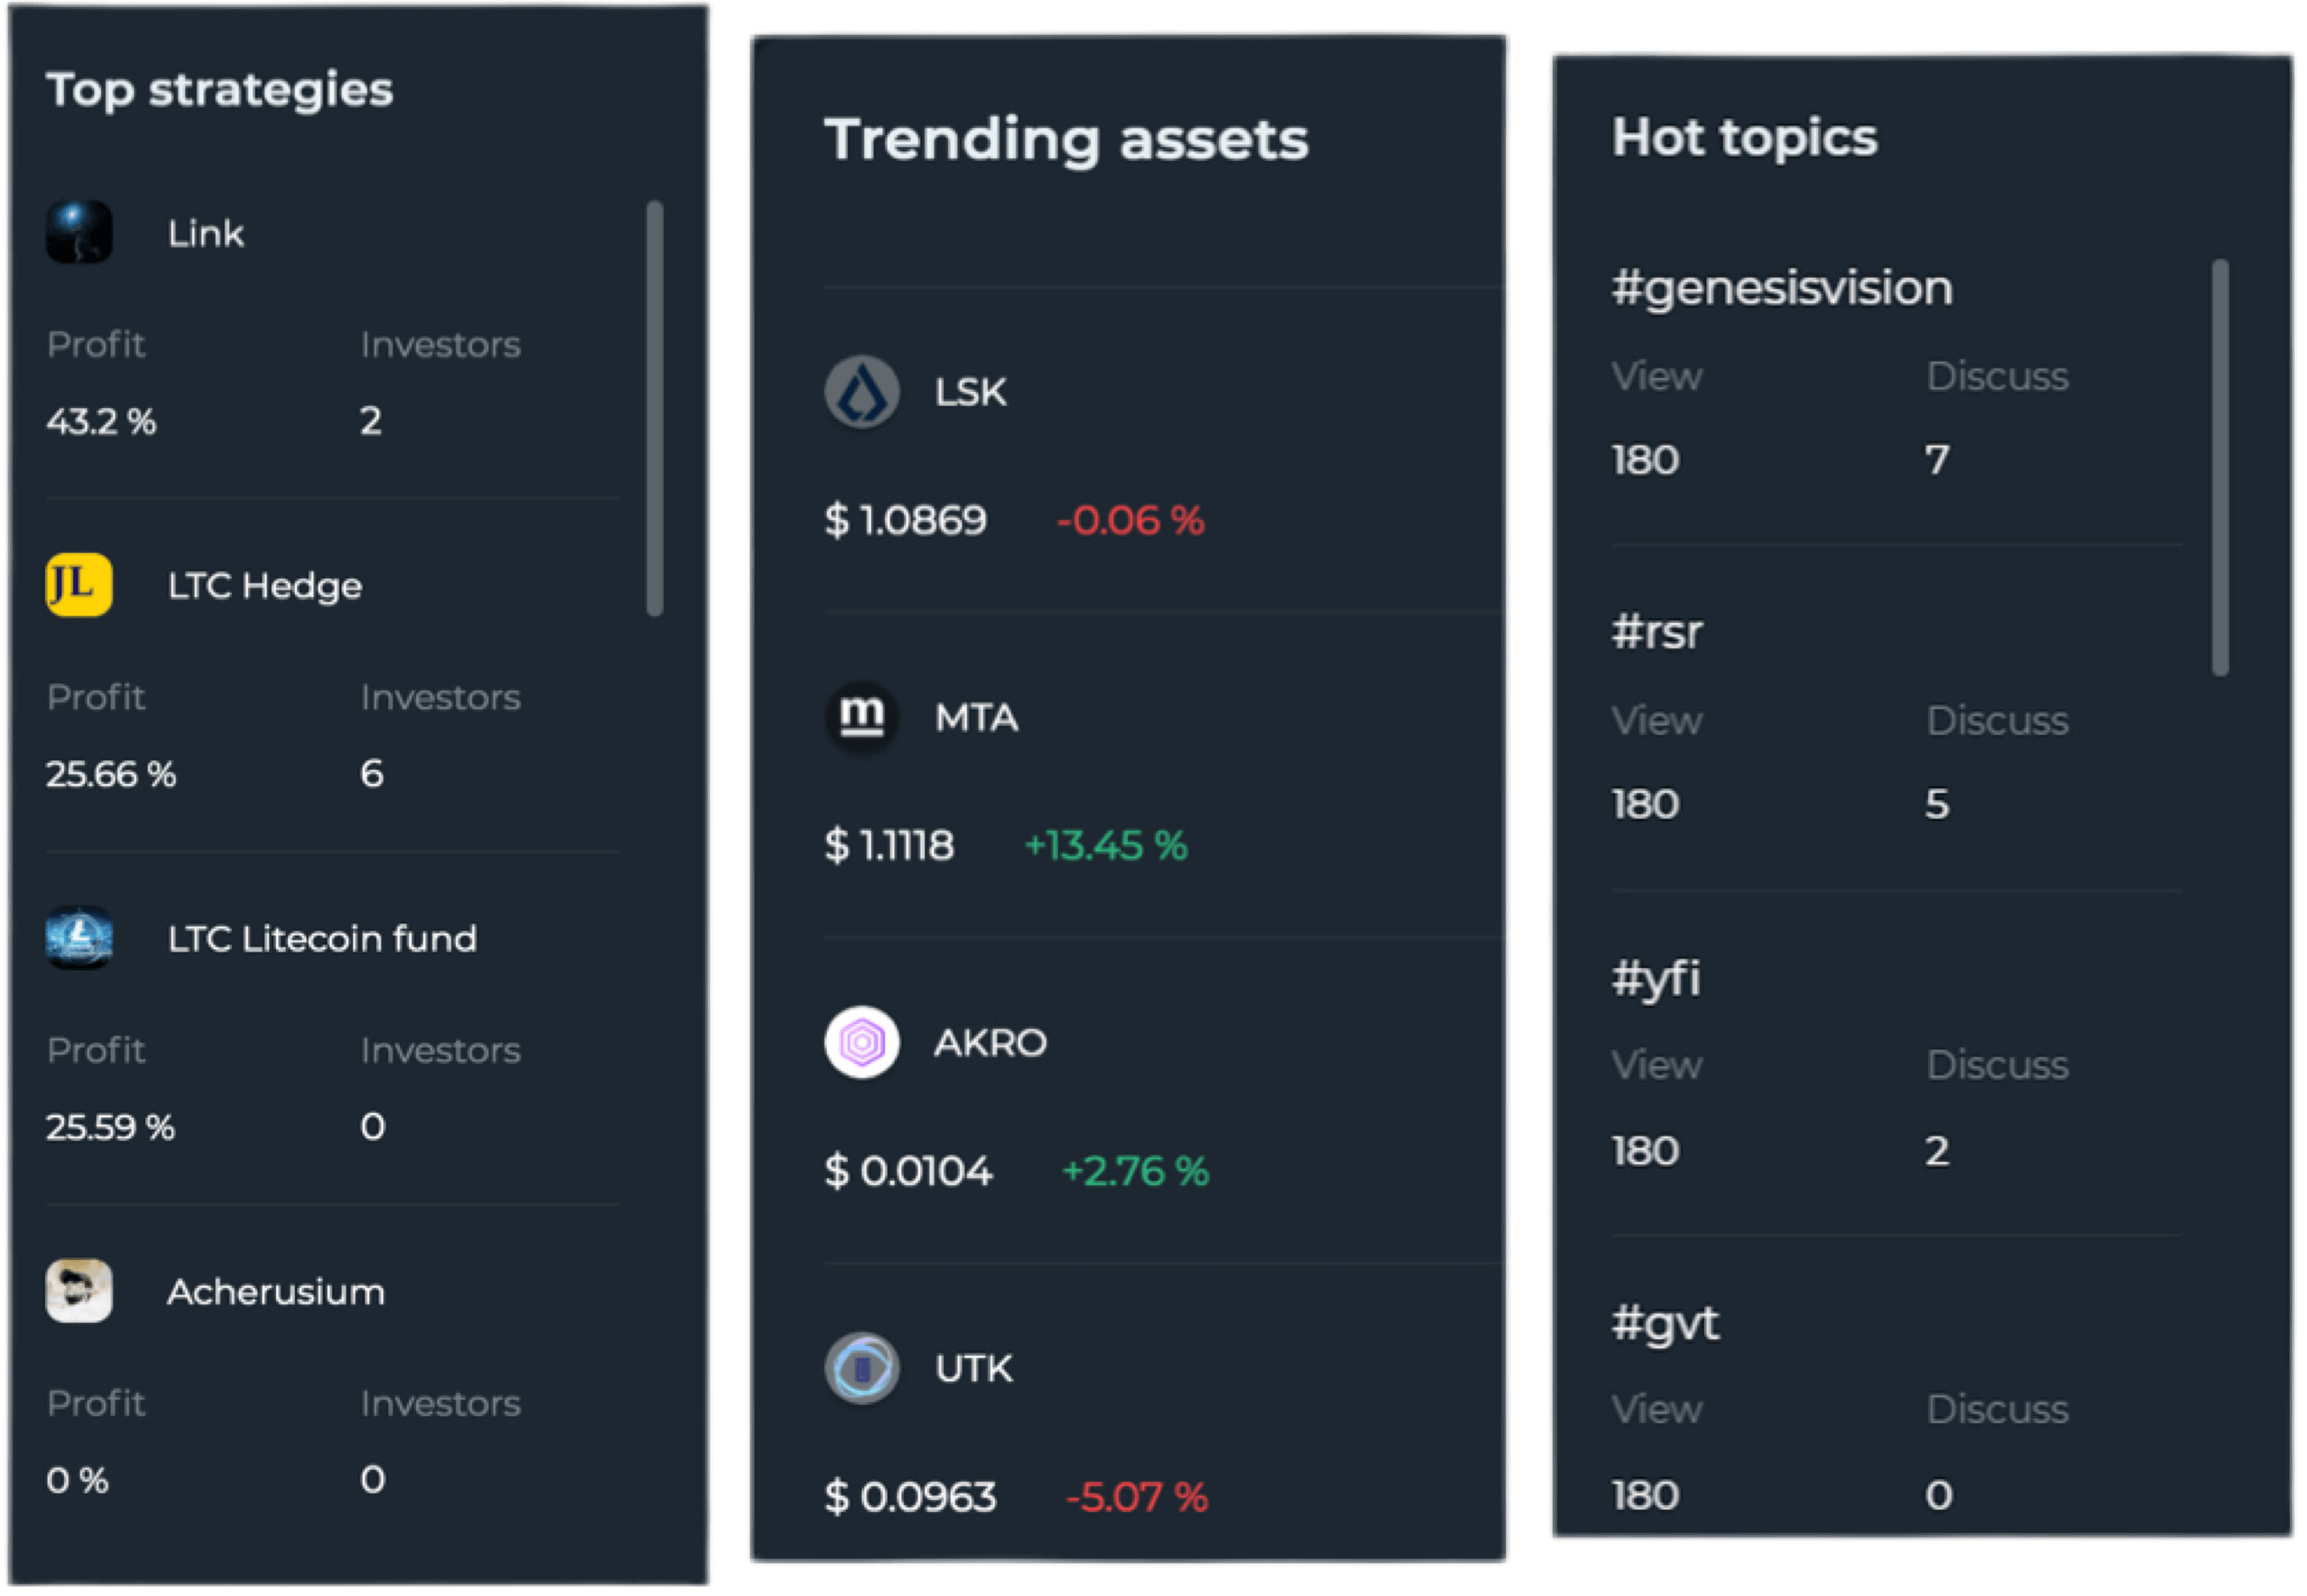 Top strategies
Link
Profit Investors
43.2 % 2
JL LTC Hedge
Profit Investors
25.66 % 6
LTC Litecoin fund
Profit Investors
25.59 % 0
Acherusium
Profit Investors
0 % 0
Trending assets
LSK
$ 1.0869 -0.06 %
m MTA
$ 1.1118 +13.45 %
AKRO
$ 0.0104 +2.76 %
UTK
$ 0.0963 -5.07 %
Hot topics
#genesisvision
View Discuss
180 7
#rsr
View Discuss
180 5
#yfi
View Discuss
180 2
#gvt
View Discuss
180 0